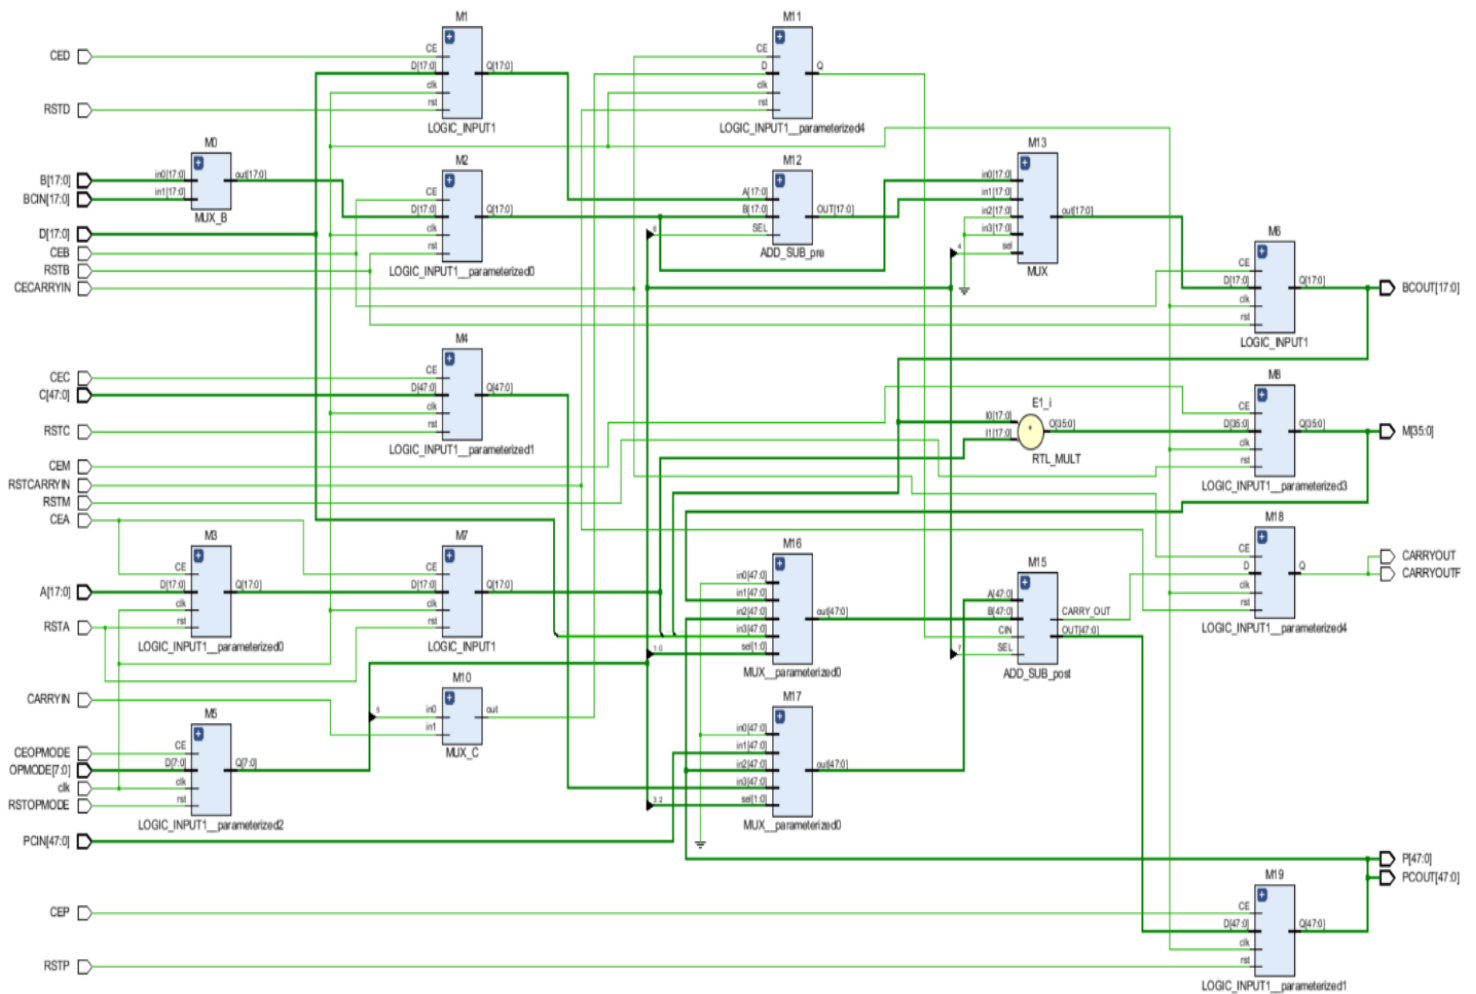 M1
M11
CED
CE
D[17:0]
Q[17:0]
clk
rst
LOGIC_INPUT1
CE
D
Q
clk
rst
LOGIC_INPUT1__parameterized4
RSTD
M0
in0[17:0]
out[17:0]
in1[17:0]
MUX_B
B[17:0]
BCIN[17:0]
M2
CE
D[17:0]
Q[17:0]
clk
rst
LOGIC_INPUT1__parameterized0
M12
A[17:0]
B[17:0]
OUT[17:0]
6
SEL
ADD_SUB_pre
M13
in0[17:0]
in1[17:0]
in2[17:0]
out[17:0]
in3[17:0]
4
sel
MUX
D[17:0]
CEB
RSTB
CECARRYIN
M6
CE
D[17:0]
Q[17:0]
clk
rst
LOGIC_INPUT1
BCOUT[17:0]
M4
CE
D[47:0]
Q[47:0]
clk
rst
LOGIC_INPUT1__parameterized1
CEC
C[47:0]
RSTC
E1_i
I0[17:0]
I1[17:0]
O[35:0]
*
RTL_MULT
M8
CE
D[35:0]
Q[35:0]
clk
rst
LOGIC_INPUT1__parameterized3
M[35:0]
CEM
RSTCARRYIN
RSTM
CEA
M3
CE
D[17:0]
Q[17:0]
clk
rst
LOGIC_INPUT1__parameterized0
A[17:0]
RSTA
M7
CE
D[17:0]
Q[17:0]
clk
rst
LOGIC_INPUT1
M16
in0[47:0]
in1[47:0]
in2[47:0]
out[47:0]
in3[47:0]
1:0
sel[1:0]
MUX__parameterized0
M15
A[47:0]
B[47:0]
CARRY_OUT
CIN
OUT[47:0]
7
SEL
ADD_SUB_post
M18
CE
D
Q
clk
rst
LOGIC_INPUT1__parameterized4
CARRYOUT
CARRYOUTF
CARRYIN
M10
5
in0
out
in1
MUX_C
M5
CE
D[7:0]
Q[7:0]
clk
rst
LOGIC_INPUT1__parameterized2
CEOPMODE
OPMODE[7:0]
clk
RSTOPMODE
PCIN[47:0]
M17
in0[47:0]
in1[47:0]
in2[47:0]
out[47:0]
in3[47:0]
3:2
sel[1:0]
MUX__parameterized0
P[47:0]
PCOUT[47:0]
M19
CE
D[47:0]
Q[47:0]
clk
rst
LOGIC_INPUT1__parameterized1
CEP
RSTP